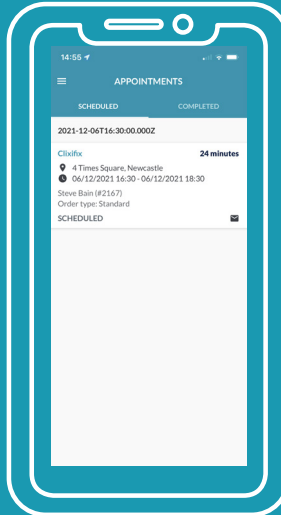 14:55
APPOINTMENTS
SCHEDULED COMPLETED
2021-12-06T16:30:00.000Z
Clixifix 24 minutes
4 Times Square, Newcastle
06/12/2021 16:30 - 06/12/2021 18:30
Steve Bain (#2167)
Order type: Standard
SCHEDULED